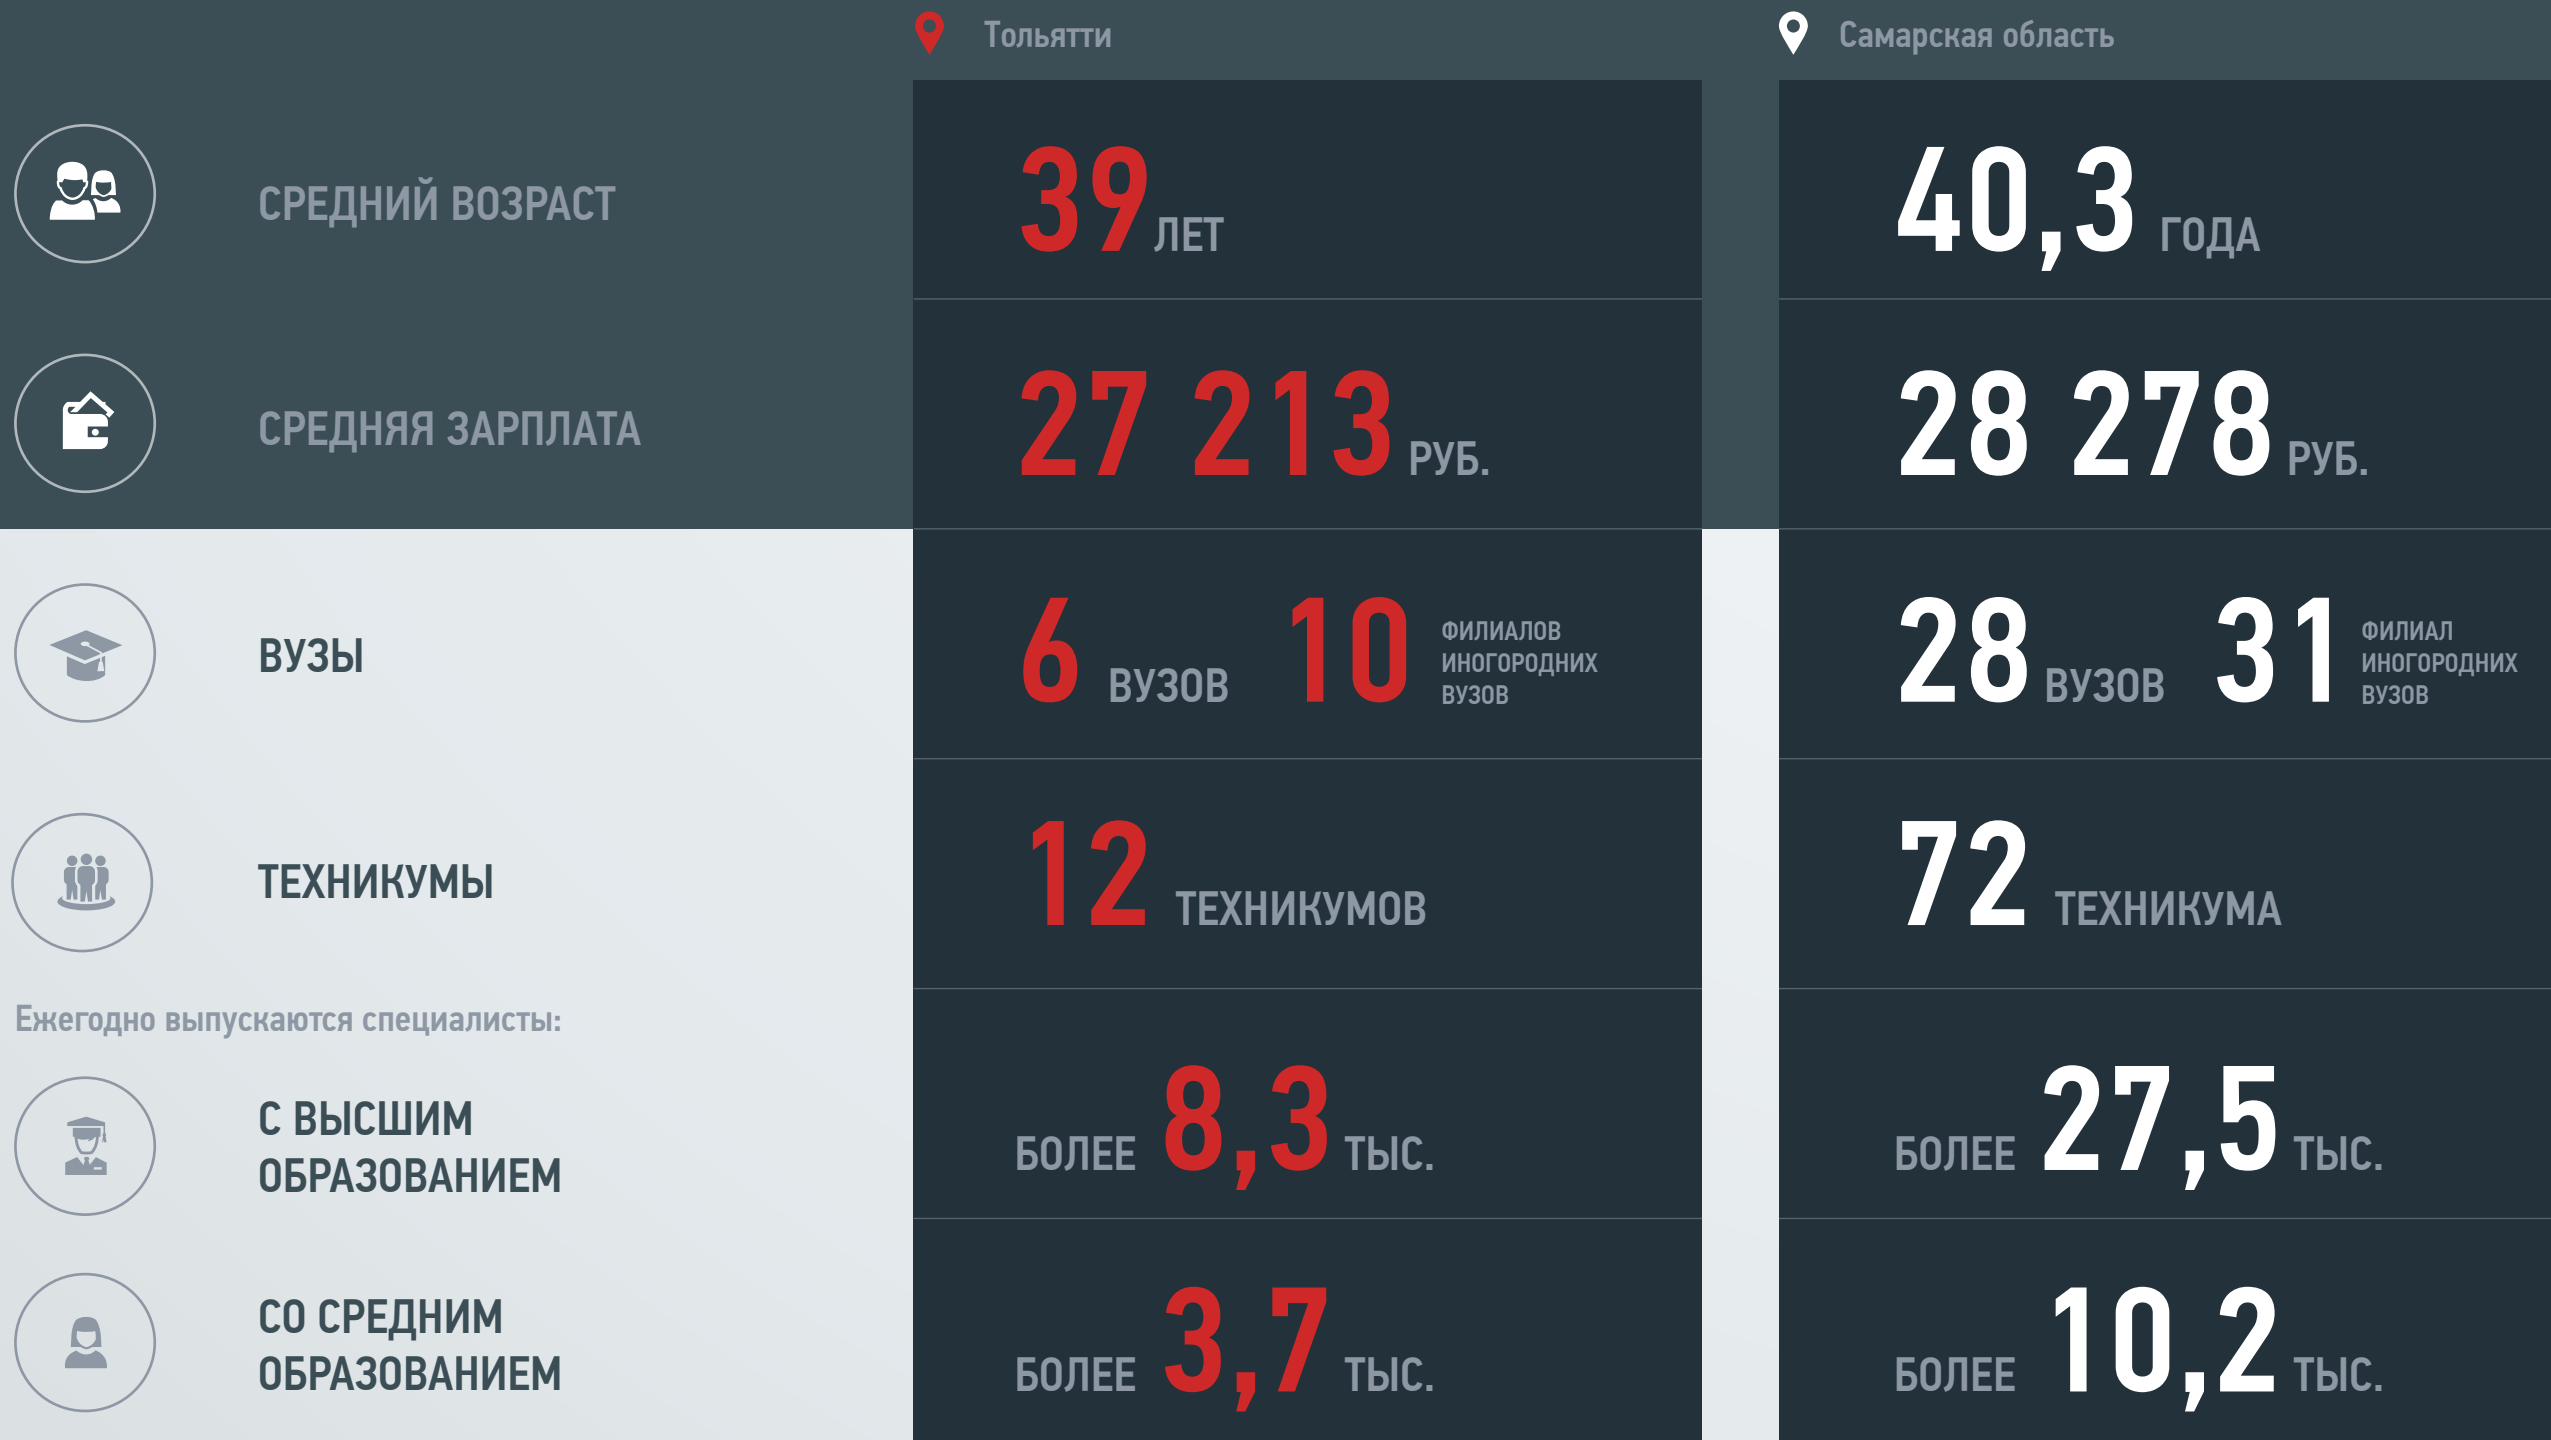 Тольятти
Самарская область
СРЕДНИЙ ВОЗРАСТ
39 ЛЕТ
40,3 ГОДА
СРЕДНЯЯ ЗАРПЛАТА
27 213 РУБ.
28 278 РУБ.
ВУЗЫ
6 ВУЗОВ
10
ФИЛИАЛОВ
ИНОГОРОДНИХ
ВУЗОВ
28 ВУЗОВ
31
ФИЛИАЛ
ИНОГОРОДНИХ
ВУЗОВ
ТЕХНИКУМЫ
12 ТЕХНИКУМОВ
72 ТЕХНИКУМА
Ежегодно выпускаются специалисты:
С ВЫСШИМ
ОБРАЗОВАНИЕМ
БОЛЕЕ 8,3 ТЫС.
БОЛЕЕ 27,5 ТЫС.
СО СРЕДНИМ
ОБРАЗОВАНИЕМ
БОЛЕЕ 3,7 ТЫС.
БОЛЕЕ 10,2 ТЫС.